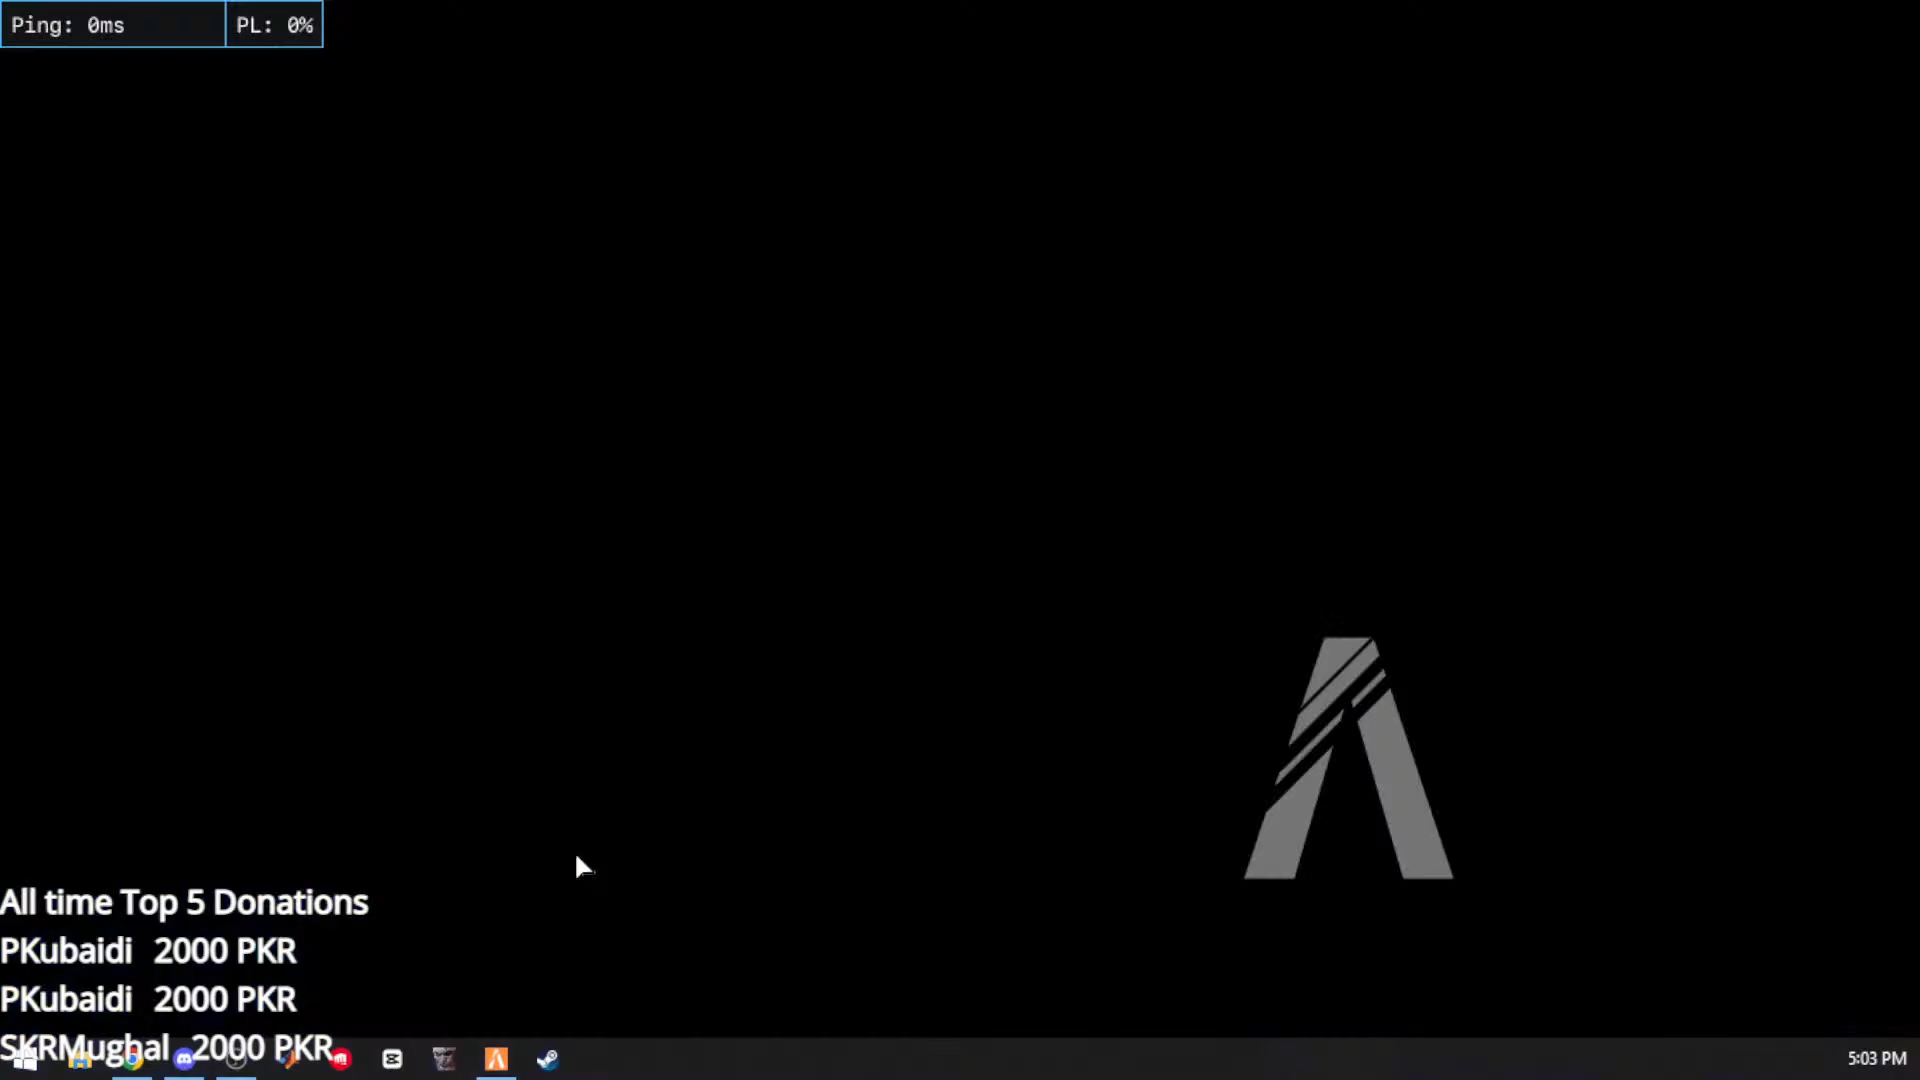 Ping: 0ms PL: 0%
All time Top 5 Donations
PKubaidi 2000 PKR
PKubaidi 2000 PKR
SKRMughal 2000 PKR
5:03 PM